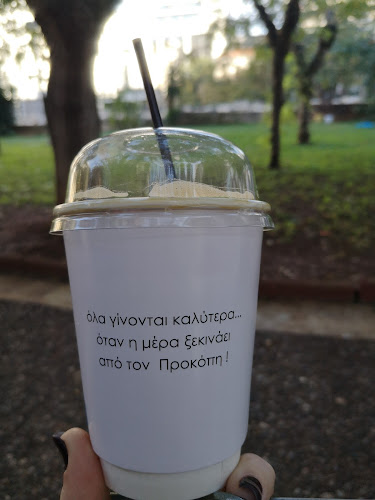 όλα γίνονται καλύτερα...
όταν η μέρα ξεκινάει
από τον Προκόπη !